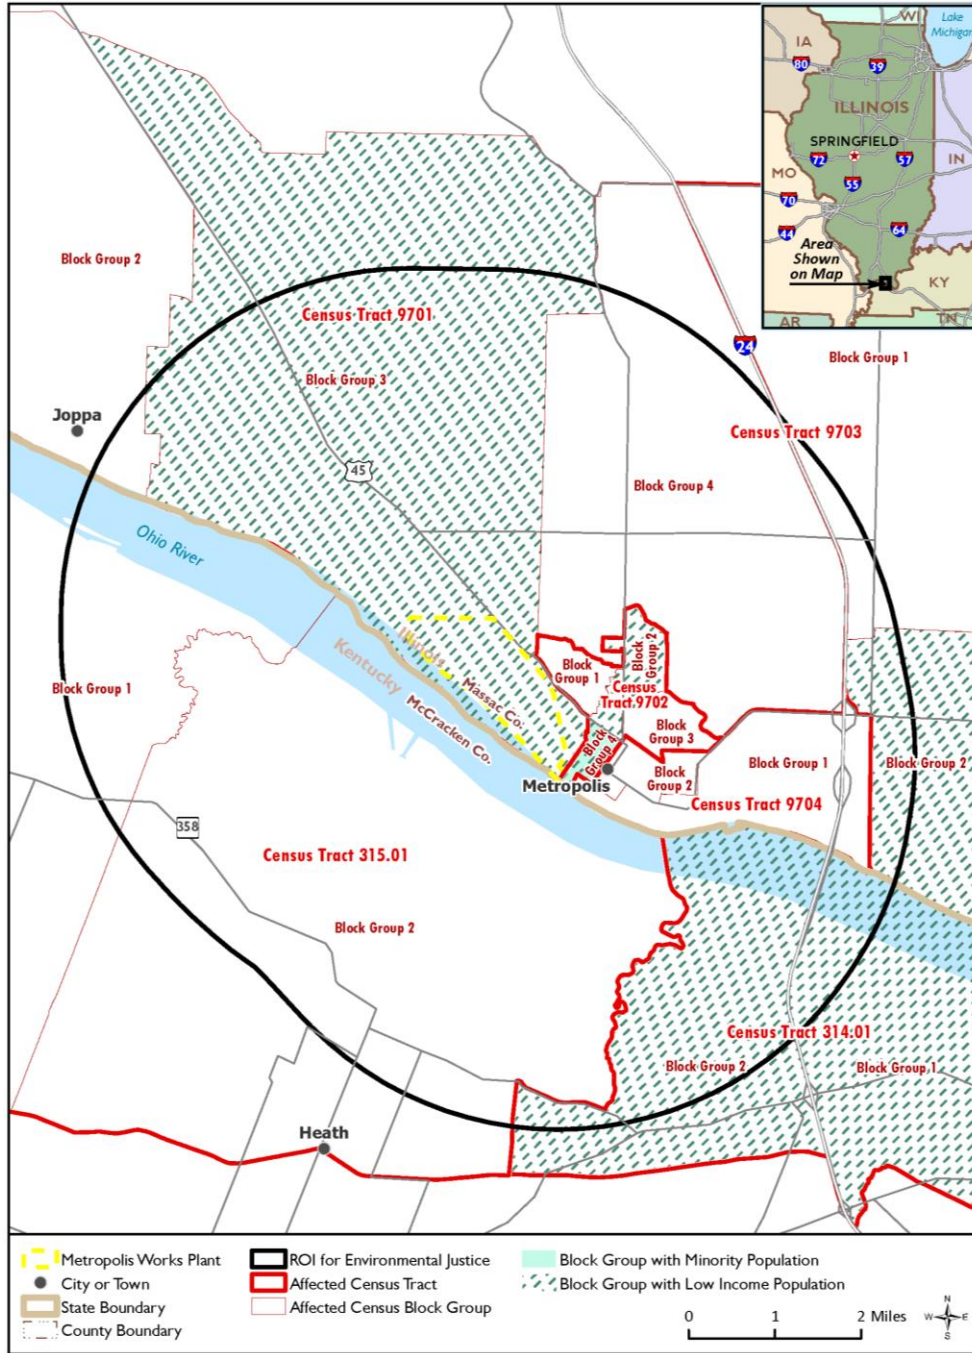 WI
Lake
Michigan
IA
80
39
ILLINOIS
SPRINGFIELD
72
57
IN
MO
55
70
44
64
Area
Shown
on Map
KY
AR
TN
Block Group 2
Census Tract 9701
24
Block Group 1
Block Group 3
Joppa
Census Tract 9703
45
Block Group 4
Ohio River
Illinois
Kentucky
Massac Co.
McCracken Co.
Block Group 1
Block
Group 1
Block
Group 2
Census
Tract 9702
Block
Group 3
Block
Group 4
Block
Group 2
Block Group 1
Block Group 2
Metropolis
Census Tract 9704
358
Census Tract 315.01
Block Group 2
Census Tract 314.01
Block Group 2
Block Group 1
Heath
Metropolis Works Plant
City or Town
State Boundary
County Boundary
ROI for Environmental Justice
Affected Census Tract
Affected Census Block Group
Block Group with Minority Population
Block Group with Low Income Population
0 1 2 Miles
N
W E
S